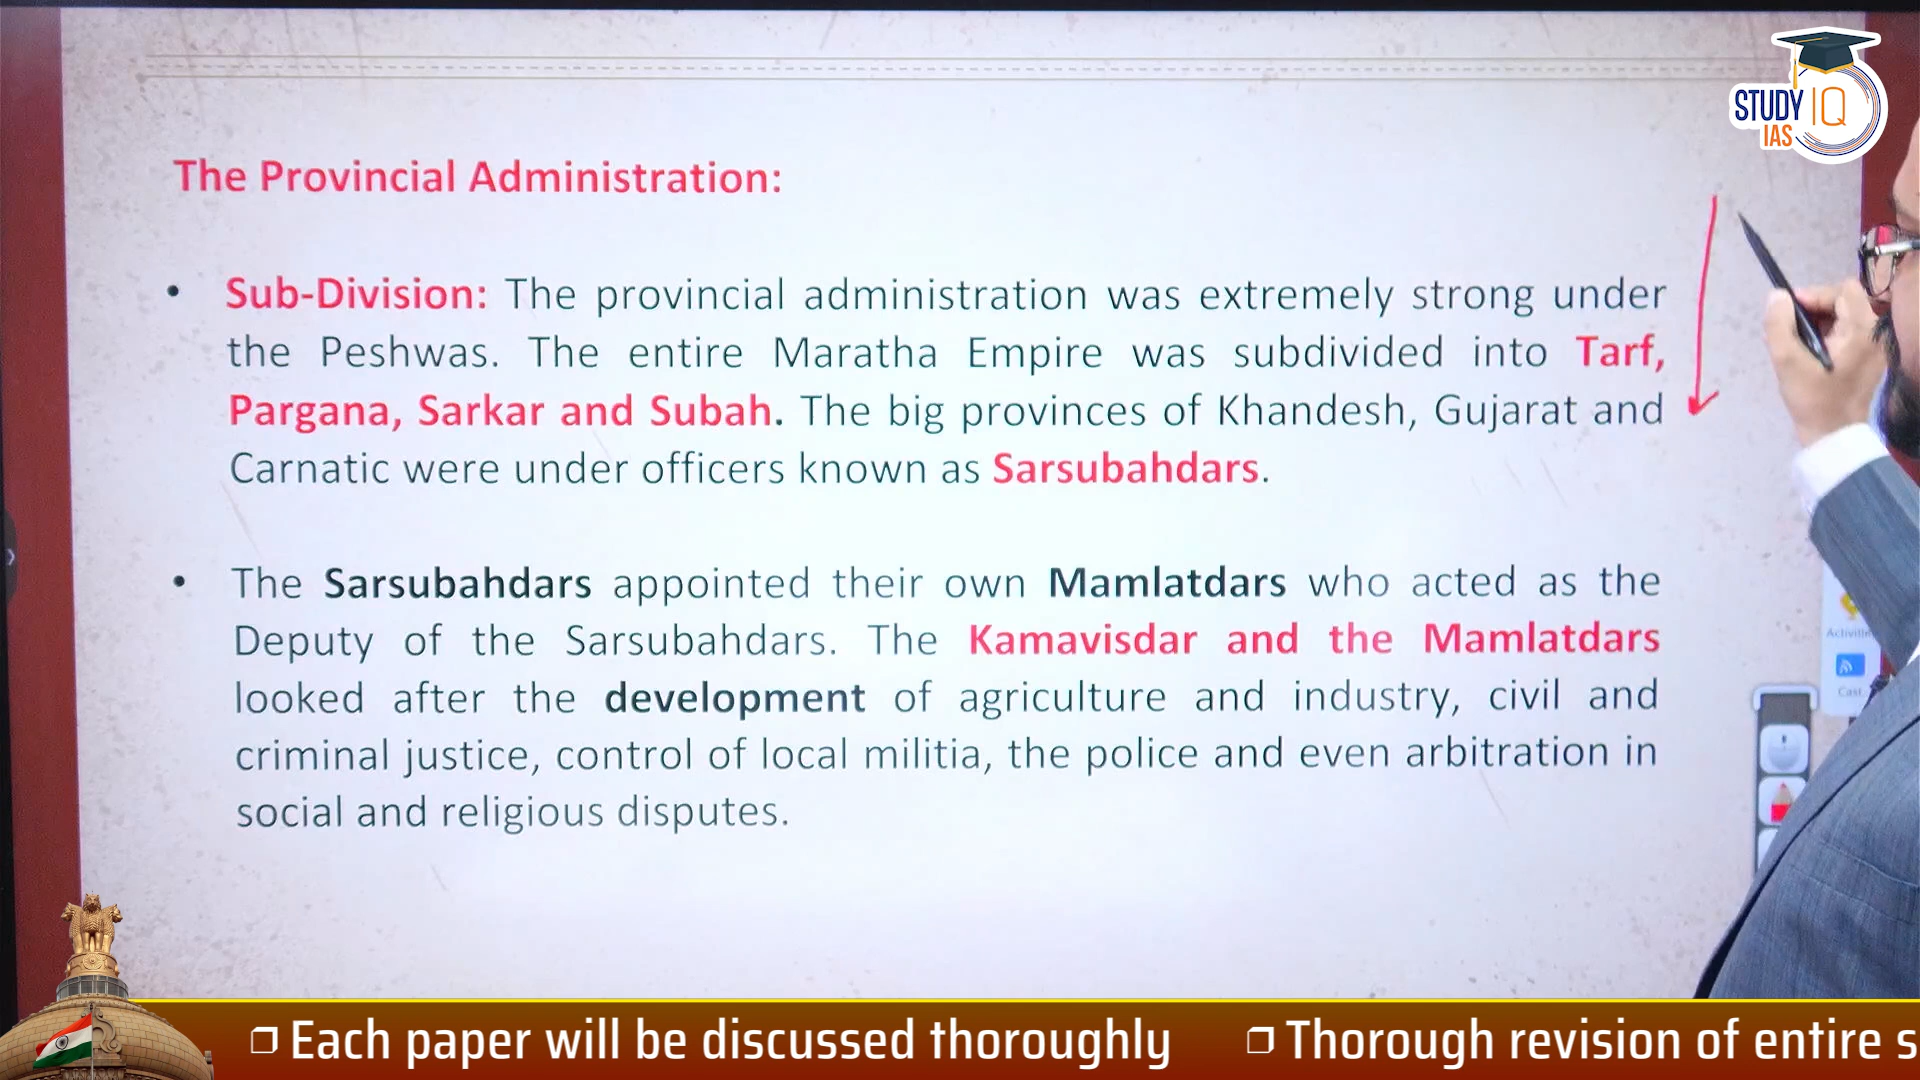 STUDY IQ
IAS
The Provincial Administration:
• Sub-Division: The provincial administration was extremely strong under
the Peshwas. The entire Maratha Empire was subdivided into Tarf,
Pargana, Sarkar and Subah. The big provinces of Khandesh, Gujarat and
Carnatic were under officers known as Sarsubahdars.
• The Sarsubahdars appointed their own Mamlatdars who acted as the
Deputy of the Sarsubahdars. The Kamavisdar and the Mamlatdars
looked after the development of agriculture and industry, civil and
criminal justice, control of local militia, the police and even arbitration in
social and religious disputes.
Cast
❐ Each paper will be discussed thoroughly ❐ Thorough revision of entire s